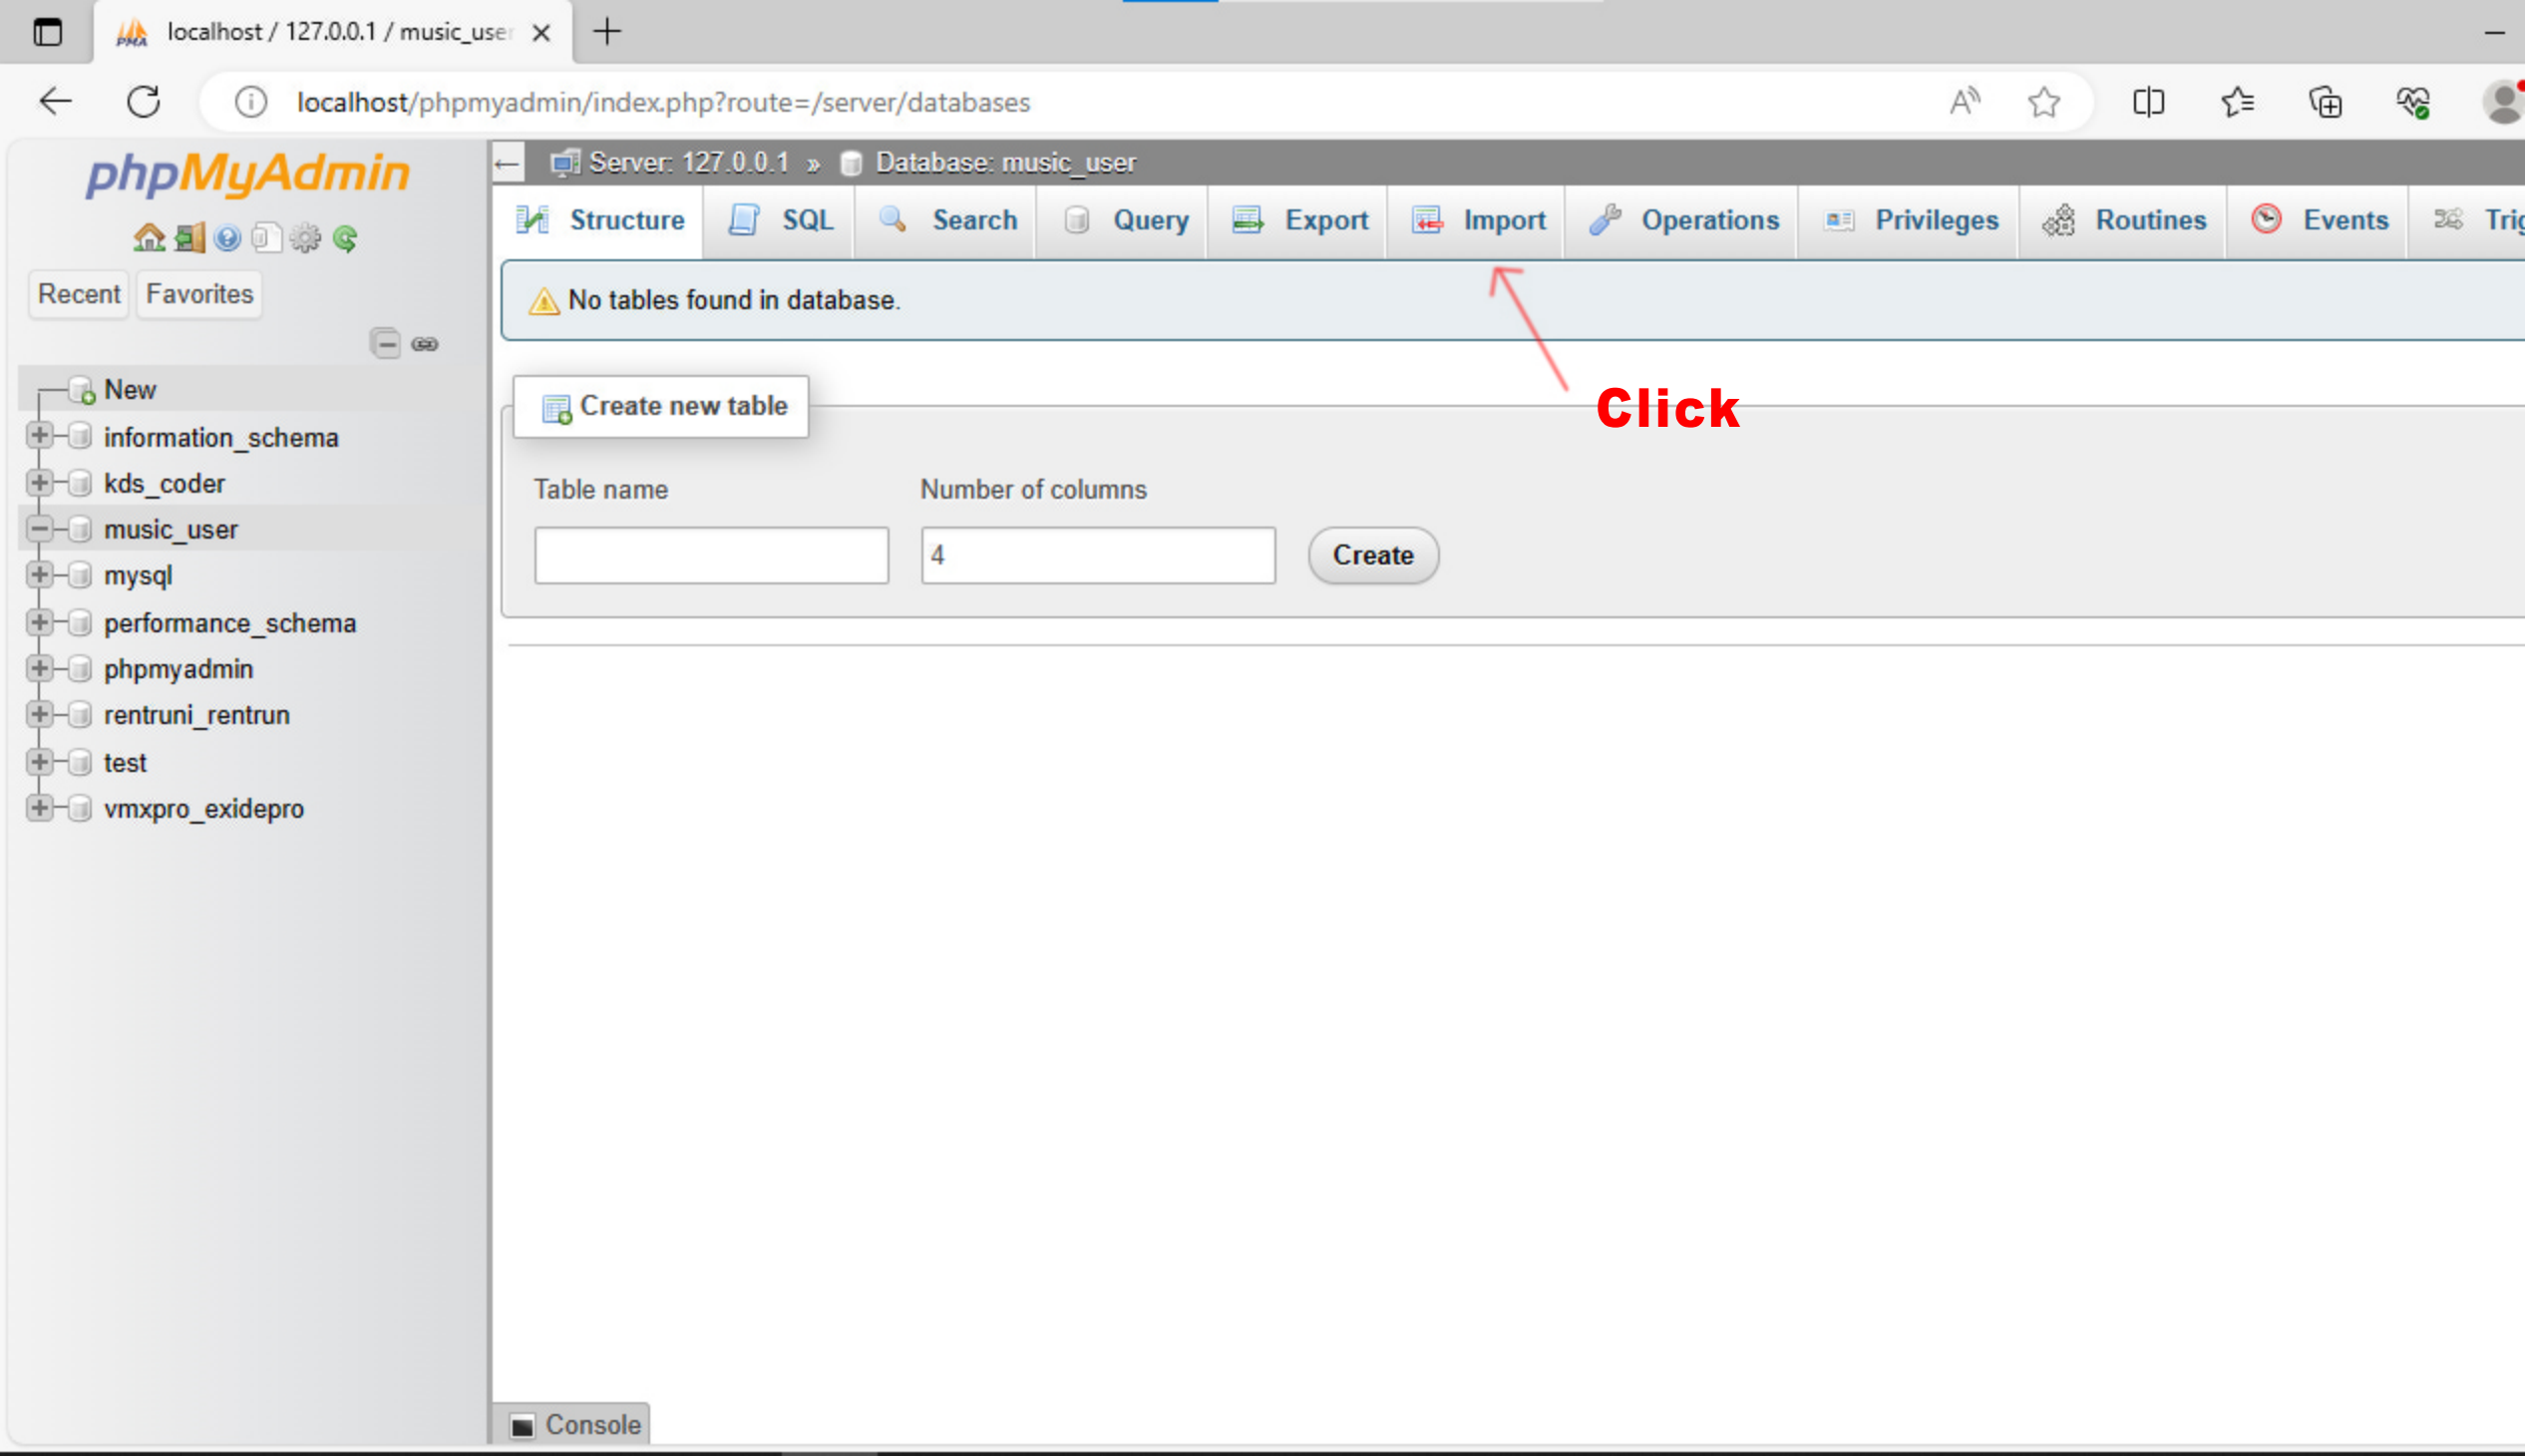 localhost / 127.0.0.1 / music_user
localhost/phpmyadmin/index.php?route=/server/databases
phpMyAdmin
Server: 127.0.0.1 » Database: music_user
Structure SQL Search Query Export Import Operations Privileges Routines Events Trig
Recent Favorites
No tables found in database.
New
Create new table
Click
information_schema
kds_coder
Table name Number of columns
music_user
4 Create
mysql
performance_schema
phpmyadmin
rentruni_rentrun
test
vmxpro_exidepro
Console